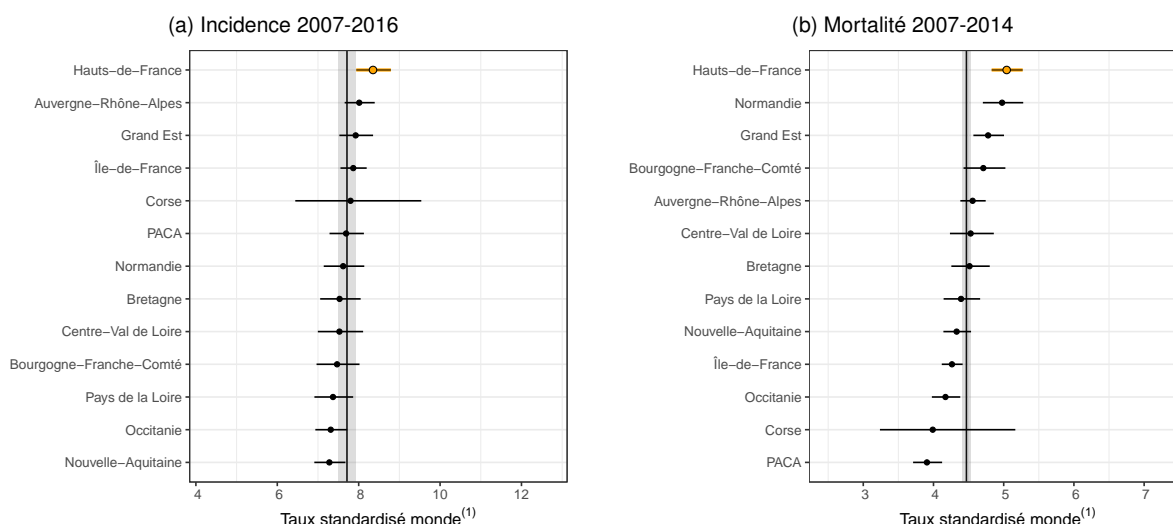 (a) Incidence 2007-2016
Hauts−de−France
Auvergne−Rhône−Alpes
Grand Est
Île−de−France
Corse
PACA
Normandie
Bretagne
Centre−Val de Loire
Bourgogne−Franche−Comté
Pays de la Loire
Occitanie
Nouvelle−Aquitaine
4 6 8 10 12
Taux standardisé monde(1)
(b) Mortalité 2007-2014
Hauts−de−France
Normandie
Grand Est
Bourgogne−Franche−Comté
Auvergne−Rhône−Alpes
Centre−Val de Loire
Bretagne
Pays de la Loire
Nouvelle−Aquitaine
Île−de−France
Occitanie
Corse
PACA
3 4 5 6 7
Taux standardisé monde(1)